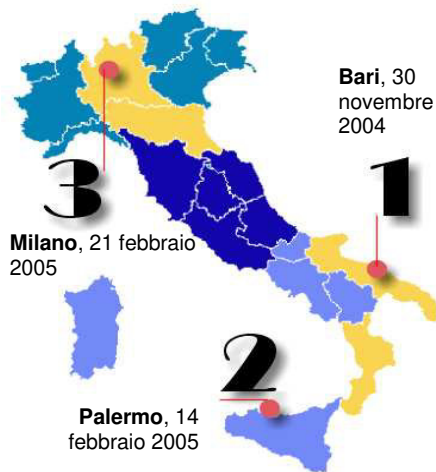 Bari, 30
novembre
2004
1
3
Milano, 21 febbraio
2005
2
Palermo, 14
febbraio 2005